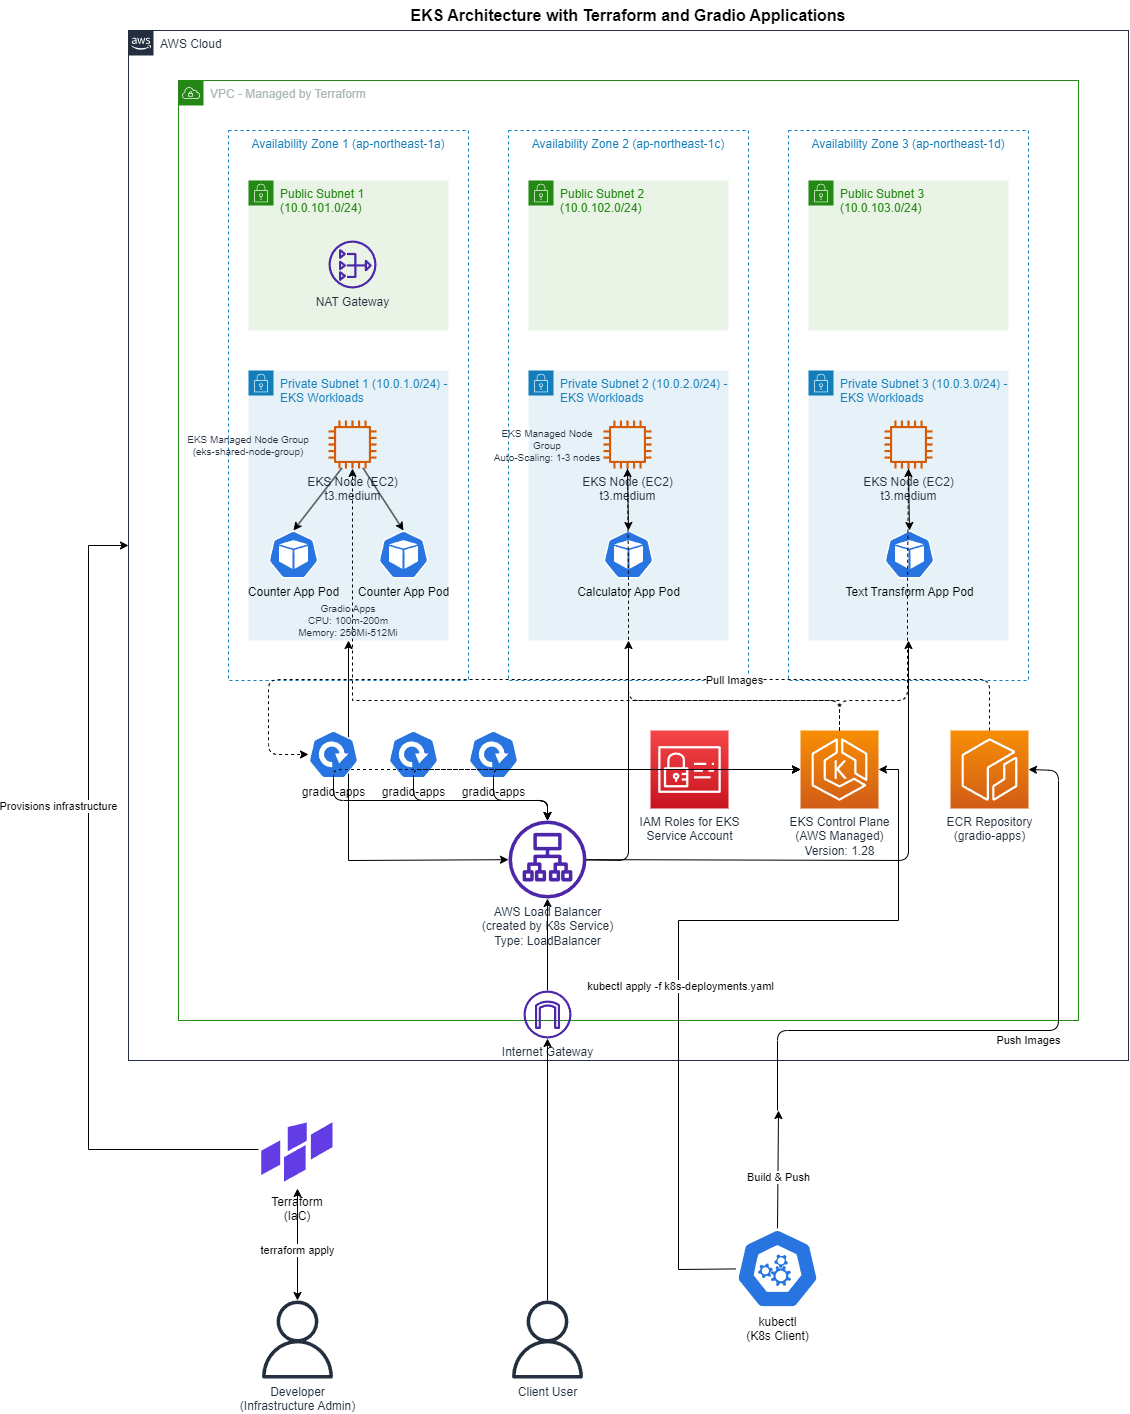 EKS Architecture with Terraform and Gradio Applications
aws
AWS Cloud
VPC - Managed by Terraform
Availability Zone 1 (ap-northeast-1a)
Availability Zone 2 (ap-northeast-1c)
Availability Zone 3 (ap-northeast-1d)
Public Subnet 1
(10.0.101.0/24)
Public Subnet 2
(10.0.102.0/24)
Public Subnet 3
(10.0.103.0/24)
NAT Gateway
Private Subnet 1 (10.0.1.0/24) -
EKS Workloads
Private Subnet 2 (10.0.2.0/24) -
EKS Workloads
Private Subnet 3 (10.0.3.0/24) -
EKS Workloads
EKS Managed Node Group
(eks-shared-node-group)
EKS Managed Node
Group
Auto-Scaling: 1-3 nodes
EKS Node (EC2)
t3.medium
EKS Node (EC2)
t3.medium
EKS Node (EC2)
t3.medium
Counter App Pod
Counter App Pod
Calculator App Pod
Text Transform App Pod
Gradio Apps
CPU: 100m-200m
Memory: 256Mi-512Mi
Pull Images
gradio-apps
gradio-apps
gradio-apps
IAM Roles for EKS
Service Account
K
EKS Control Plane
(AWS Managed)
Version: 1.28
ECR Repository
(gradio-apps)
Provisions infrastructure
AWS Load Balancer
(created by K8s Service)
Type: LoadBalancer
kubectl apply -f k8s-deployments.yaml
Internet Gateway
Push Images
Build & Push
Terraform
(IaC)
terraform apply
kubectl
(K8s Client)
Developer
(Infrastructure Admin)
Client User